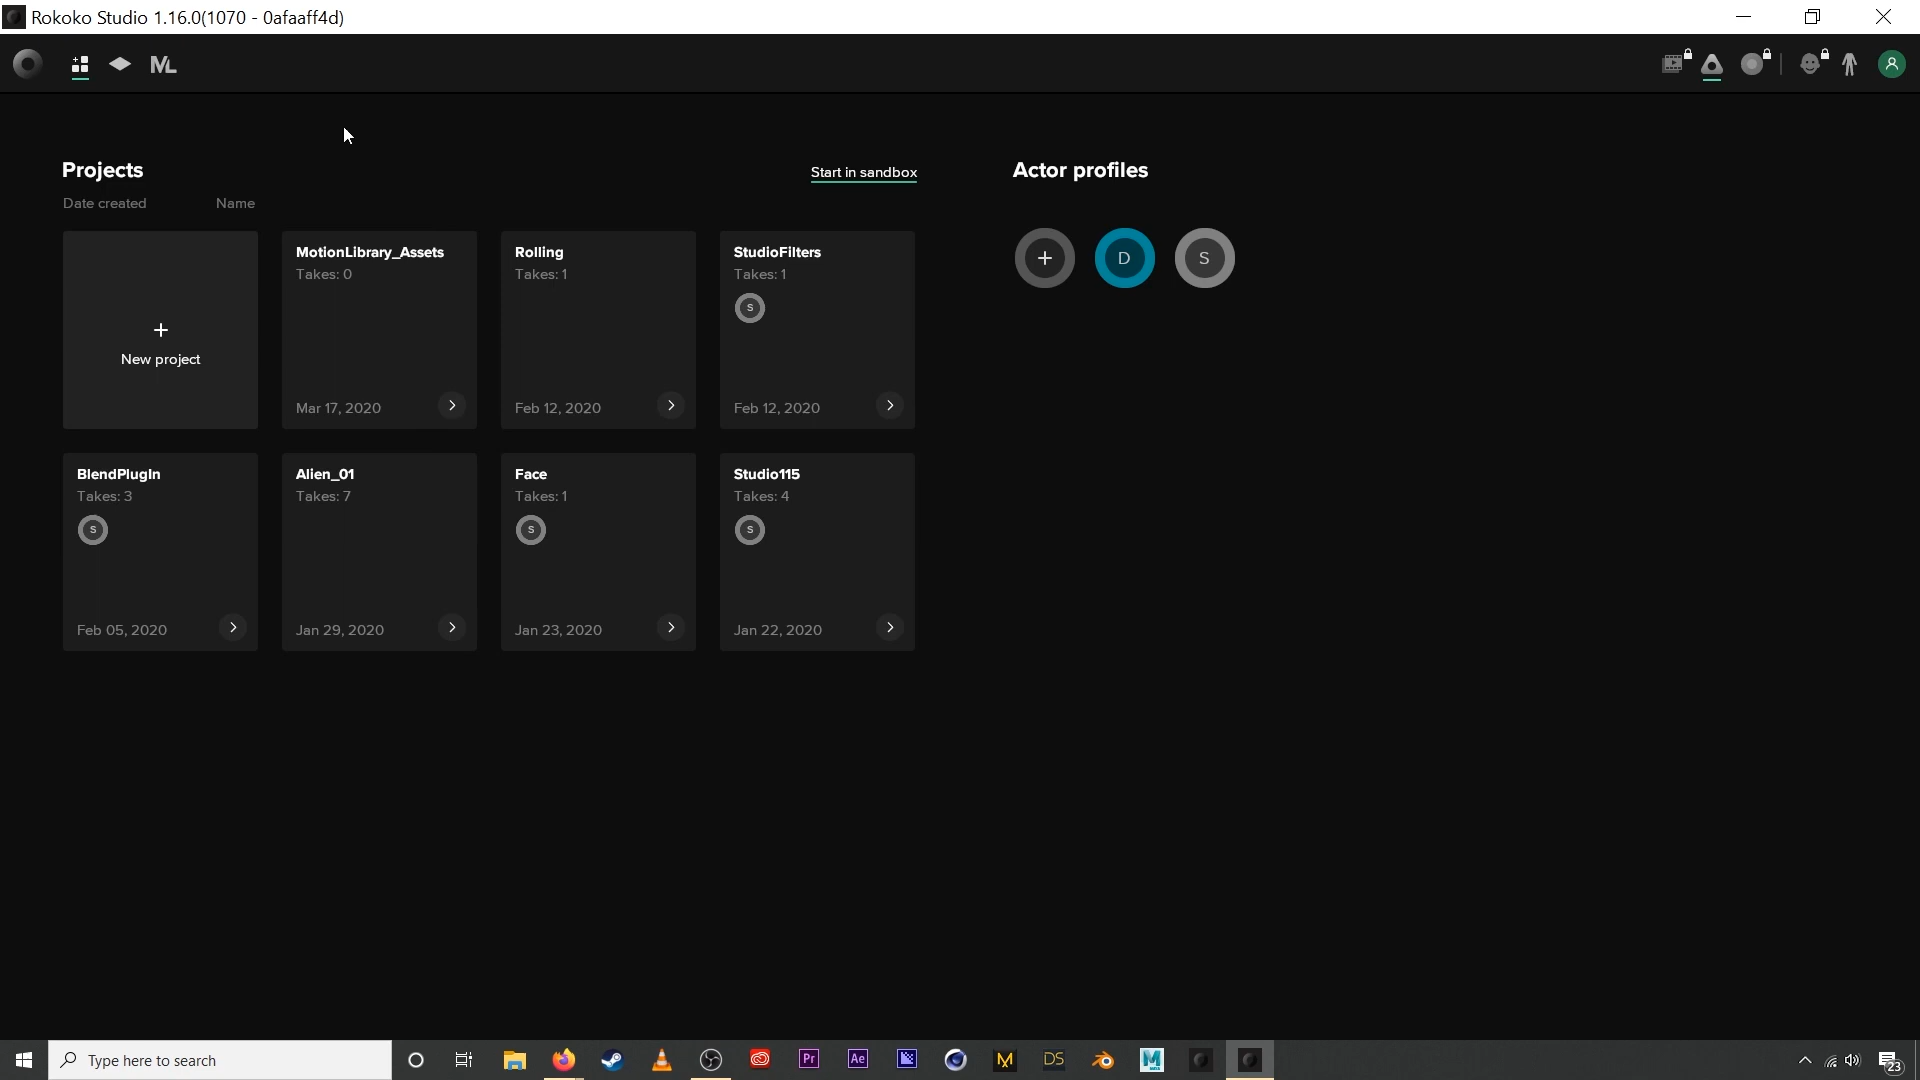 Rokoko Studio 1.16.0(1070 - 0afaaff4d)
ML
Projects
Start in sandbox
Actor profiles
Date created Name
+
New project
MotionLibrary_Assets
Takes: 0
Mar 17, 2020
Rolling
Takes: 1
Feb 12, 2020
StudioFilters
Takes: 1
S
Feb 12, 2020
+ D S
BlendPlugIn
Takes: 3
S
Feb 05, 2020
Alien_01
Takes: 7
Jan 29, 2020
Face
Takes: 1
S
Jan 23, 2020
Studio115
Takes: 4
S
Jan 22, 2020
Type here to search
Pr Ae DS M 23